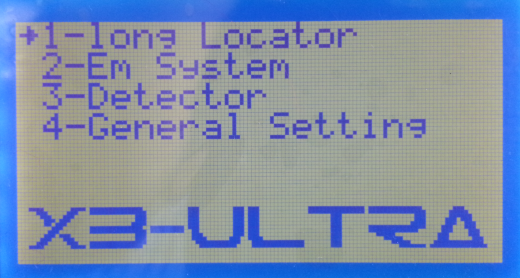 →1-long Locator
2-Em System
3-Detector
4-General Setting
X3-ULTRA